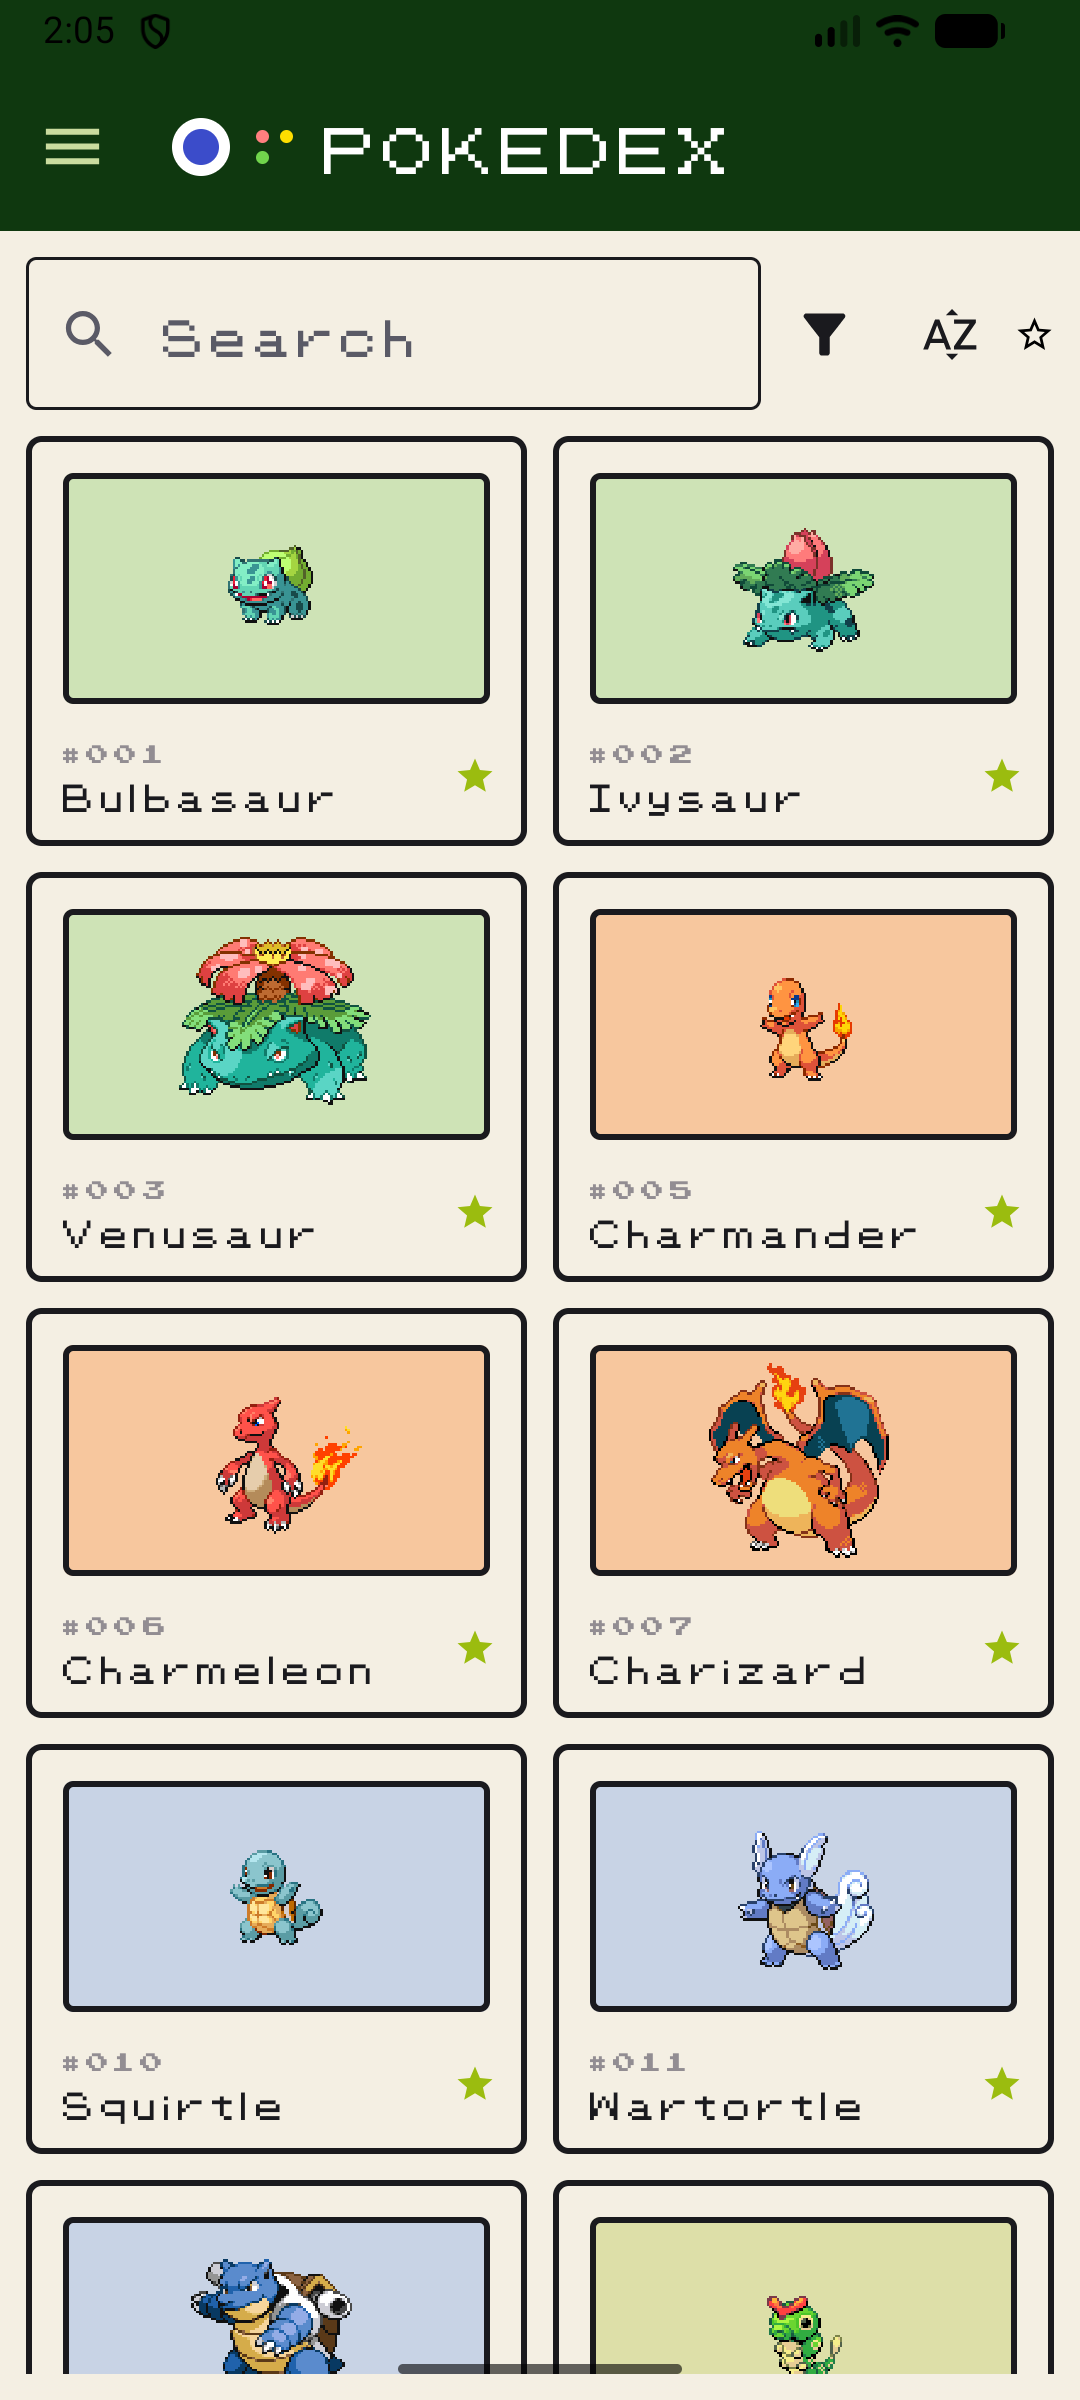 2:05
POKEDEX
Search
AZ
#001
Bulbasaur
#002
Ivysaur
#003
Venusaur
#005
Charmander
#006
Charmeleon
#007
Charizard
#010
Squirtle
#011
Wartortle